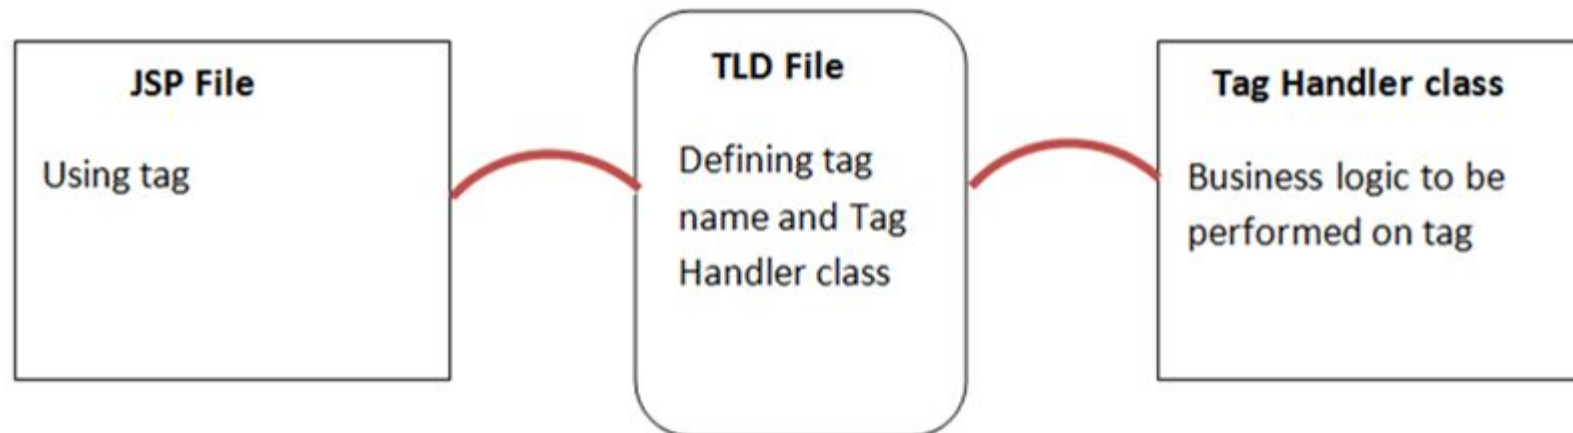 JSP File
Using tag
TLD File
Defining tag
name and Tag
Handler class
Tag Handler class
Business logic to be
performed on tag